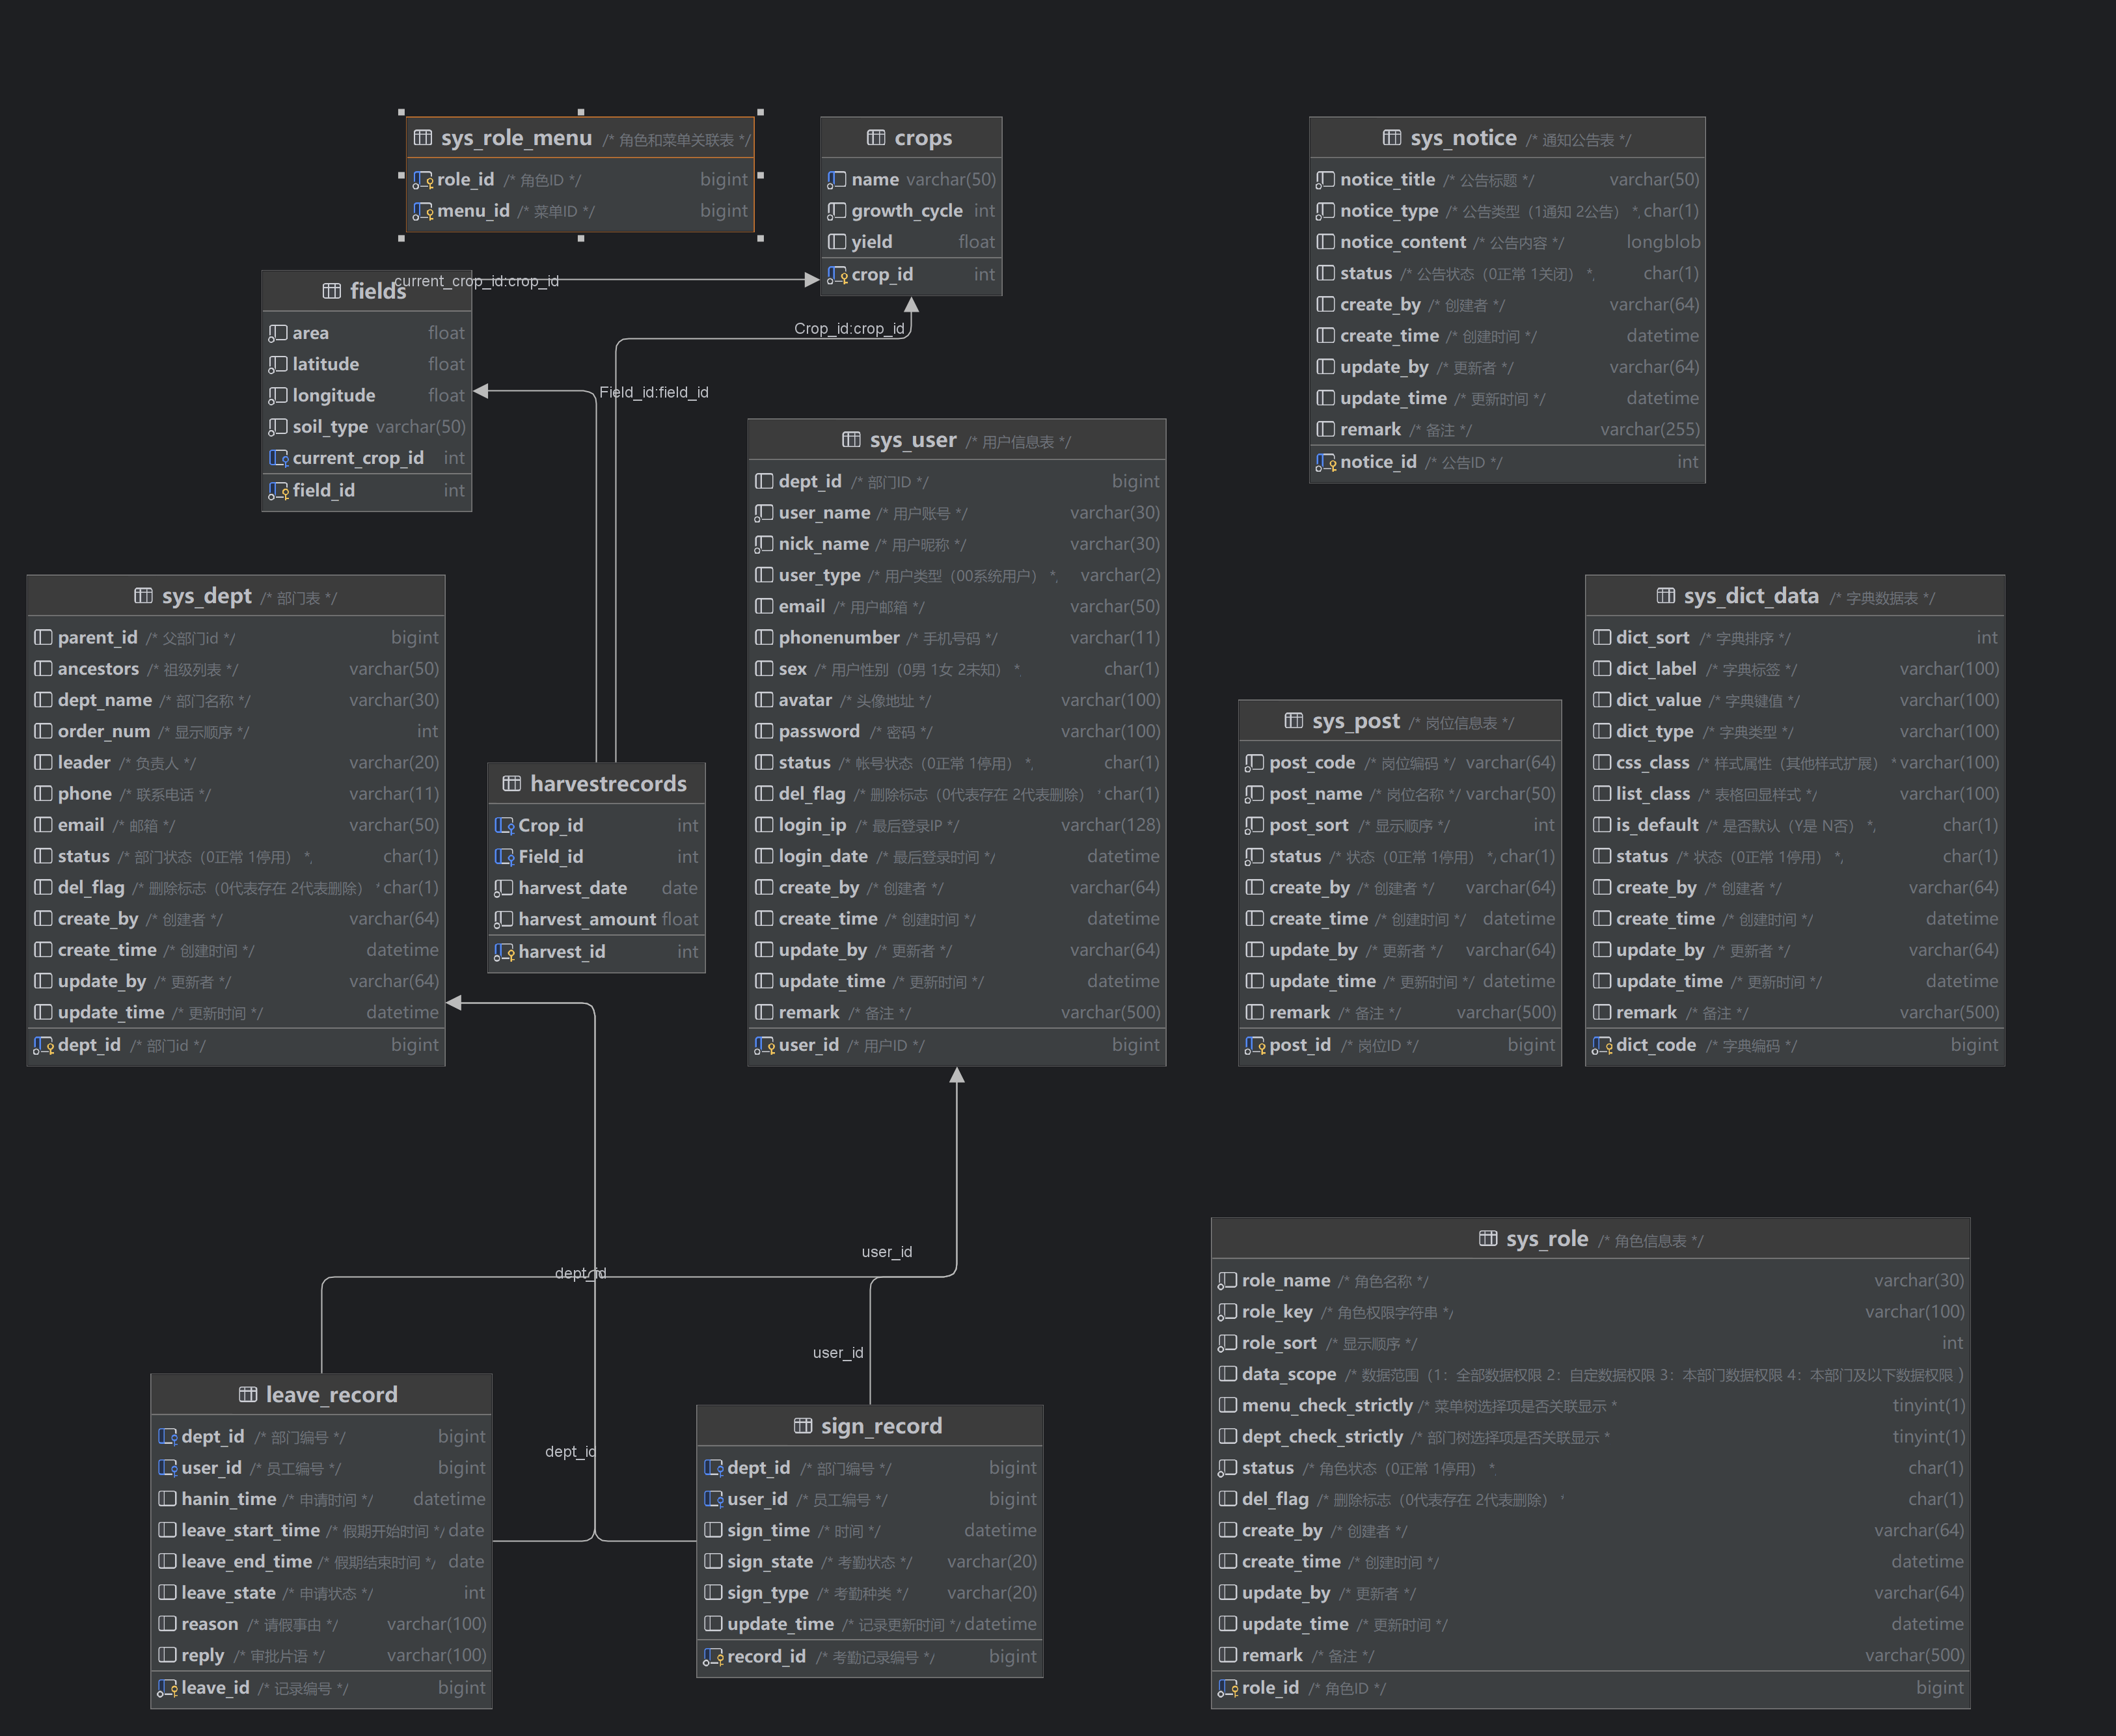 sys_role_menu /* 角色和菜单关联表 */
role_id /* 角色ID */ bigint
menu_id /* 菜单ID */ bigint
crops
name varchar(50)
growth_cycle int
yield float
crop_id int
sys_notice /* 通知公告表 */
notice_title /* 公告标题 */ varchar(50)
notice_type /* 公告类型（1通知 2公告） *, char(1)
notice_content /* 公告内容 */ longblob
status /* 公告状态（0正常 1关闭） *, char(1)
create_by /* 创建者 */ varchar(64)
create_time /* 创建时间 */ datetime
update_by /* 更新者 */ varchar(64)
update_time /* 更新时间 */ datetime
remark /* 备注 */ varchar(255)
notice_id /* 公告ID */ int
current_crop_id:crop_id
fields
area float
latitude float
longitude float
soil_type varchar(50)
current_crop_id int
field_id int
Crop_id:crop_id
Field_id:field_id
sys_user /* 用户信息表 */
dept_id /* 部门ID */ bigint
user_name /* 用户账号 */ varchar(30)
nick_name /* 用户昵称 */ varchar(30)
user_type /* 用户类型（00系统用户） *, varchar(2)
email /* 用户邮箱 */ varchar(50)
phonenumber /* 手机号码 */ varchar(11)
sex /* 用户性别（0男 1女 2未知） * char(1)
avatar /* 头像地址 */ varchar(100)
password /* 密码 */ varchar(100)
status /* 帐号状态（0正常 1停用） *, char(1)
del_flag /* 删除标志（0代表存在 2代表删除） * char(1)
login_ip /* 最后登录IP */ varchar(128)
login_date /* 最后登录时间 */ datetime
create_by /* 创建者 */ varchar(64)
create_time /* 创建时间 */ datetime
update_by /* 更新者 */ varchar(64)
update_time /* 更新时间 */ datetime
remark /* 备注 */ varchar(500)
user_id /* 用户ID */ bigint
sys_dept /* 部门表 */
parent_id /* 父部门id */ bigint
ancestors /* 祖级列表 */ varchar(50)
dept_name /* 部门名称 */ varchar(30)
order_num /* 显示顺序 */ int
leader /* 负责人 */ varchar(20)
phone /* 联系电话 */ varchar(11)
email /* 邮箱 */ varchar(50)
status /* 部门状态（0正常 1停用） *, char(1)
del_flag /* 删除标志（0代表存在 2代表删除） * char(1)
create_by /* 创建者 */ varchar(64)
create_time /* 创建时间 */ datetime
update_by /* 更新者 */ varchar(64)
update_time /* 更新时间 */ datetime
dept_id /* 部门id */ bigint
harvestrecords
Crop_id int
Field_id int
harvest_date date
harvest_amount float
harvest_id int
sys_post /* 岗位信息表 */
post_code /* 岗位编码 */ varchar(64)
post_name /* 岗位名称 */ varchar(50)
post_sort /* 显示顺序 */ int
status /* 状态（0正常 1停用） *, char(1)
create_by /* 创建者 */ varchar(64)
create_time /* 创建时间 */ datetime
update_by /* 更新者 */ varchar(64)
update_time /* 更新时间 */ datetime
remark /* 备注 */ varchar(500)
post_id /* 岗位ID */ bigint
sys_dict_data /* 字典数据表 */
dict_sort /* 字典排序 */ int
dict_label /* 字典标签 */ varchar(100)
dict_value /* 字典键值 */ varchar(100)
dict_type /* 字典类型 */ varchar(100)
css_class /* 样式属性（其他样式扩展） * varchar(100)
list_class /* 表格回显样式 */ varchar(100)
is_default /* 是否默认（Y是 N否） *, char(1)
status /* 状态（0正常 1停用） *, char(1)
create_by /* 创建者 */ varchar(64)
create_time /* 创建时间 */ datetime
update_by /* 更新者 */ varchar(64)
update_time /* 更新时间 */ datetime
remark /* 备注 */ varchar(500)
dict_code /* 字典编码 */ bigint
user_id
dept_id
user_id
dept_id
leave_record
dept_id /* 部门编号 */ bigint
user_id /* 员工编号 */ bigint
hanin_time /* 申请时间 */ datetime
leave_start_time /* 假期开始时间 */ date
leave_end_time /* 假期结束时间 */ date
leave_state /* 申请状态 */ int
reason /* 请假事由 */ varchar(100)
reply /* 审批片语 */ varchar(100)
leave_id /* 记录编号 */ bigint
sign_record
dept_id /* 部门编号 */ bigint
user_id /* 员工编号 */ bigint
sign_time /* 时间 */ datetime
sign_state /* 考勤状态 */ varchar(20)
sign_type /* 考勤种类 */ varchar(20)
update_time /* 记录更新时间 */ datetime
record_id /* 考勤记录编号 */ bigint
sys_role /* 角色信息表 */
role_name /* 角色名称 */ varchar(30)
role_key /* 角色权限字符串 */ varchar(100)
role_sort /* 显示顺序 */ int
data_scope /* 数据范围（1：全部数据权限 2：自定数据权限 3：本部门数据权限 4：本部门及以下数据权限 )
menu_check_strictly /* 菜单树选择项是否关联显示 * tinyint(1)
dept_check_strictly /* 部门树选择项是否关联显示 * tinyint(1)
status /* 角色状态（0正常 1停用） * char(1)
del_flag /* 删除标志（0代表存在 2代表删除） ' char(1)
create_by /* 创建者 */ varchar(64)
create_time /* 创建时间 */ datetime
update_by /* 更新者 */ varchar(64)
update_time /* 更新时间 */ datetime
remark /* 备注 */ varchar(500)
role_id /* 角色ID */ bigint